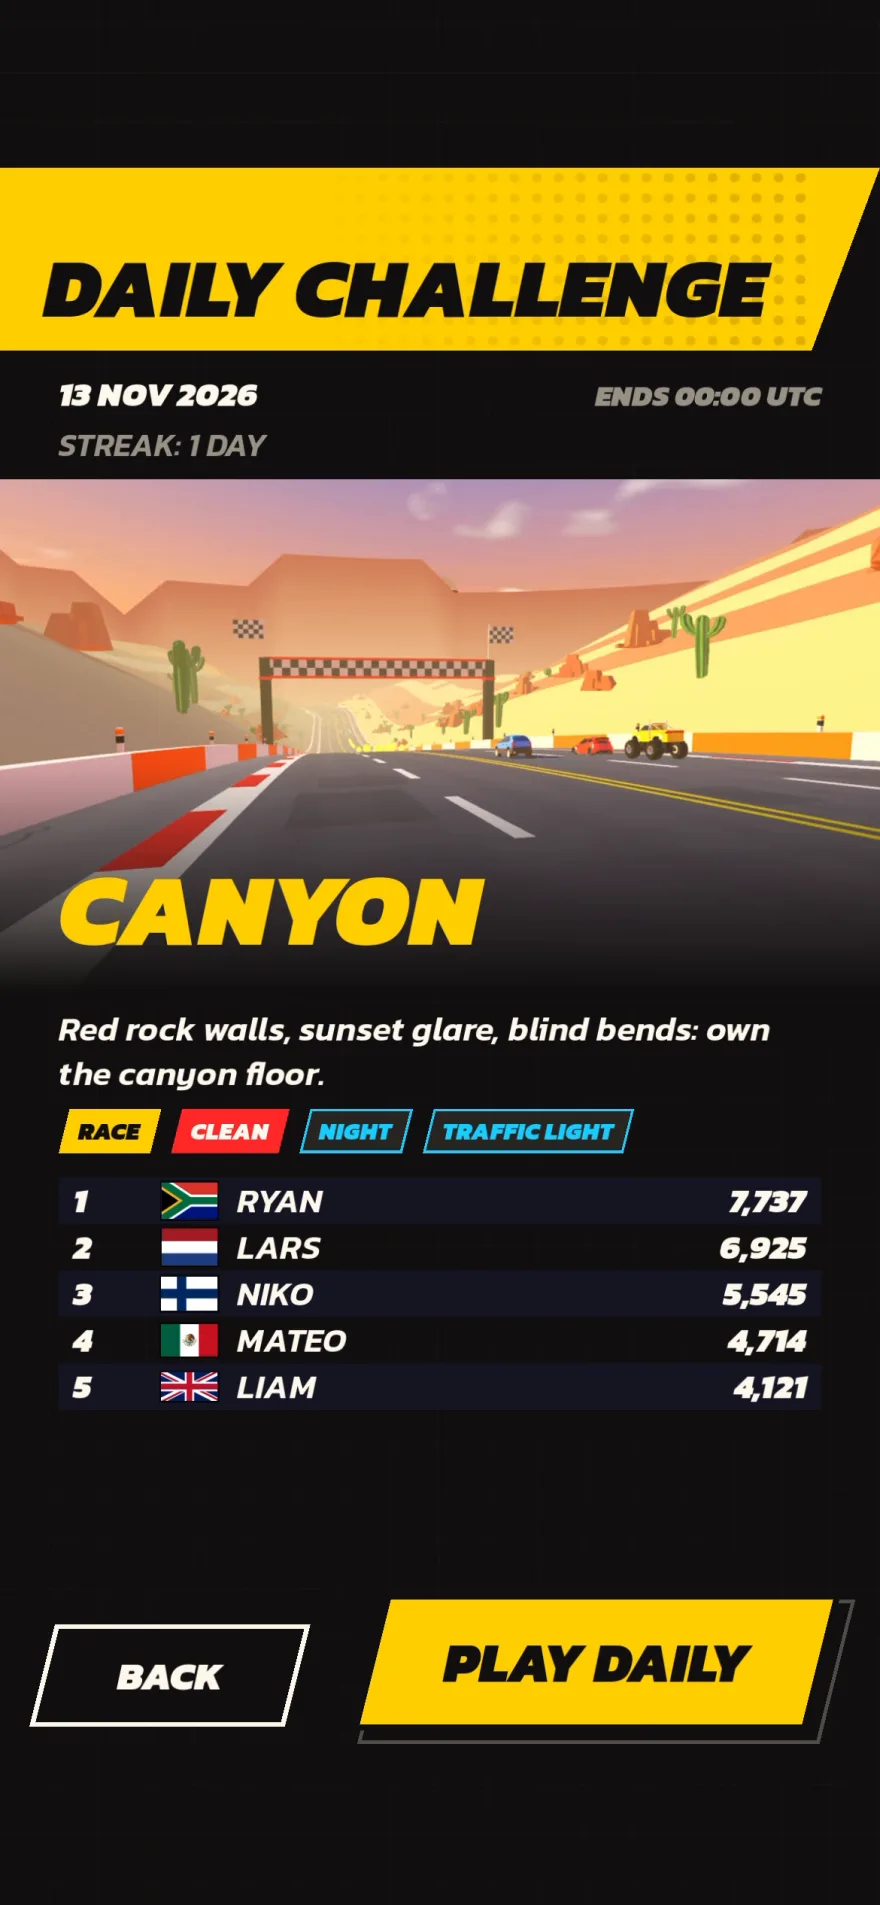 DAILY CHALLENGE
13 NOV 2026 ENDS 00:00 UTC
STREAK: 1 DAY
CANYON
Red rock walls, sunset glare, blind bends: own
the canyon floor.
RACE CLEAN NIGHT TRAFFIC LIGHT
1 RYAN 7,737
2 LARS 6,925
3 NIKO 5,545
4 MATEO 4,714
5 LIAM 4,121
BACK PLAY DAILY